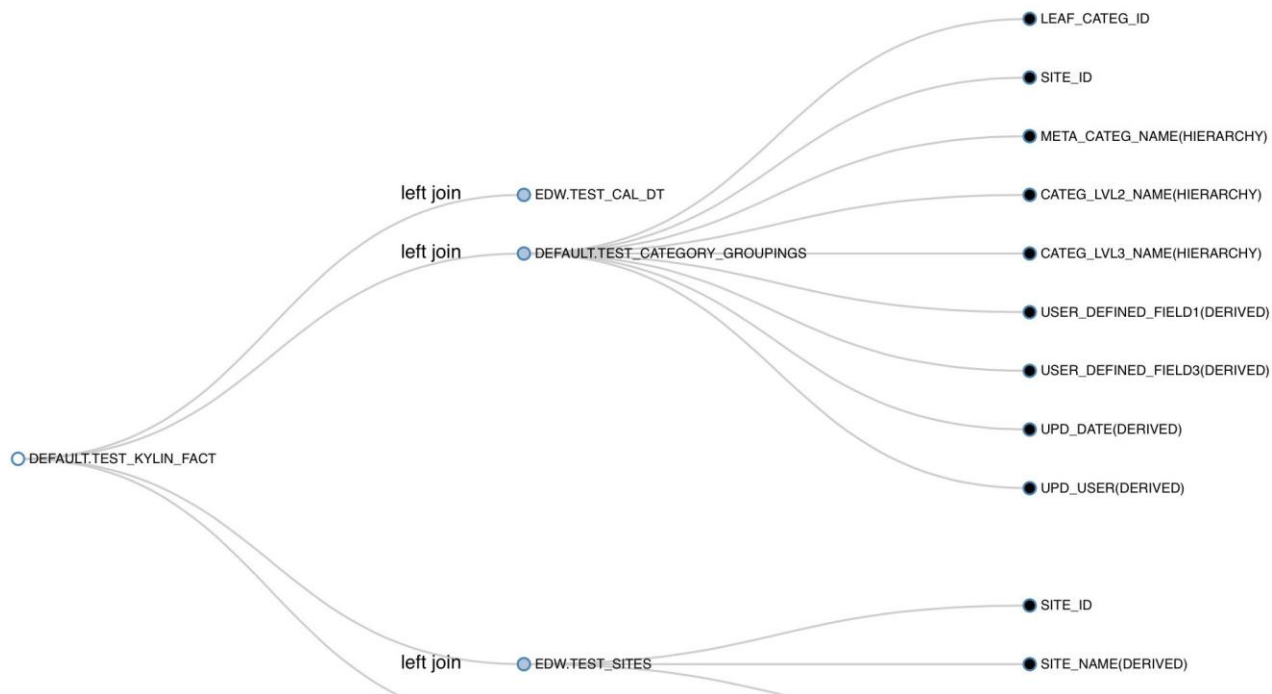 LEAF_CATEG_ID
SITE_ID
META_CATEG_NAME(HIERARCHY)
left join EDW.TEST_CAL_DT CATEG_LVL2_NAME(HIERARCHY)
left join DEFAULT.TEST_CATEGORY_GROUPINGS CATEG_LVL3_NAME(HIERARCHY)
USER_DEFINED_FIELD1(DERIVED)
USER_DEFINED_FIELD3(DERIVED)
UPD_DATE(DERIVED)
DEFAULT.TEST_KYLIN_FACT
UPD_USER(DERIVED)
SITE_ID
left join EDW.TEST_SITES SITE_NAME(DERIVED)